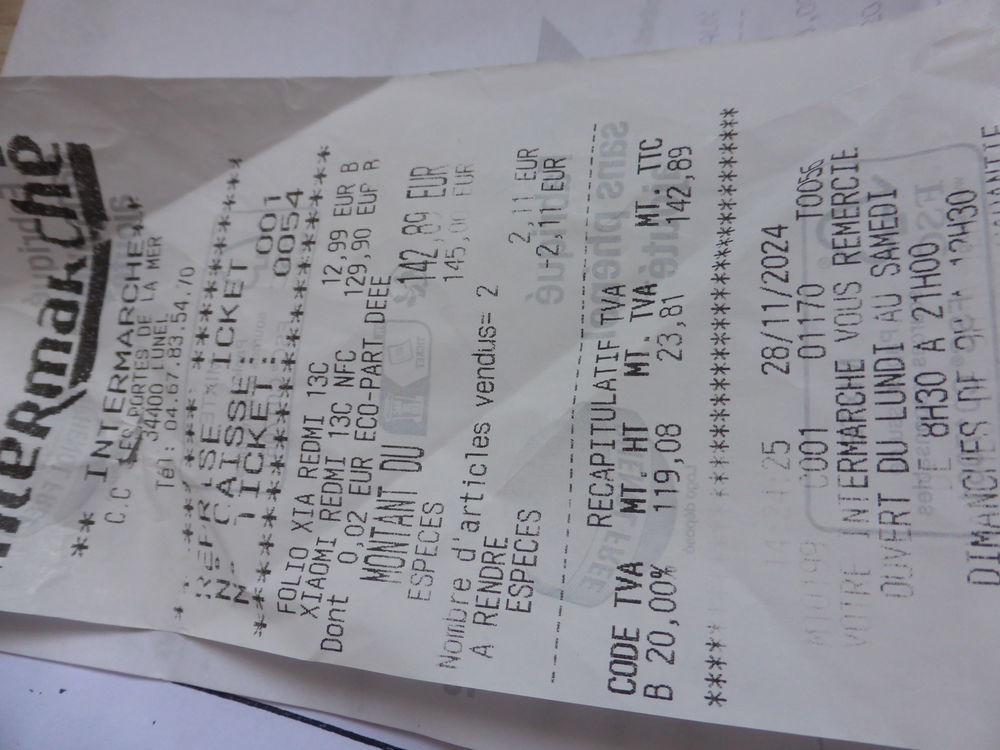 Intermarché
** INTERMARCHE **
C.C LES PORTES DE LA MER
34400 LUNEL
Tél: 04.67.83.54.70
*****************
CAISSE : 001
TICKET : 0054
*****************
FOLIO XIA REDMI 13C 12,99 EUR B
XIAOMI REDMI 13C NFC 129,90 EUR B
Dont 0,02 EUR ECO-PART.DEEE
MONTANT DU 142,89 EUR
ESPECES 145,00 EUR
Nombre d'articles vendus= 2
A RENDRE 2,11 EUR
ESPECES -2,11 EUR
RECAPITULATIF TVA
CODE TVA MT.HT MT.TVA MT.TTC
B 20,00% 119,08 23,81 142,89
28/11/2024
0001 01170 T0056
VOTRE INTERMARCHE VOUS REMERCIE
OUVERT DU LUNDI AU SAMEDI
8H30 A 21H00
DIMANCHES DE 9H A 12H30